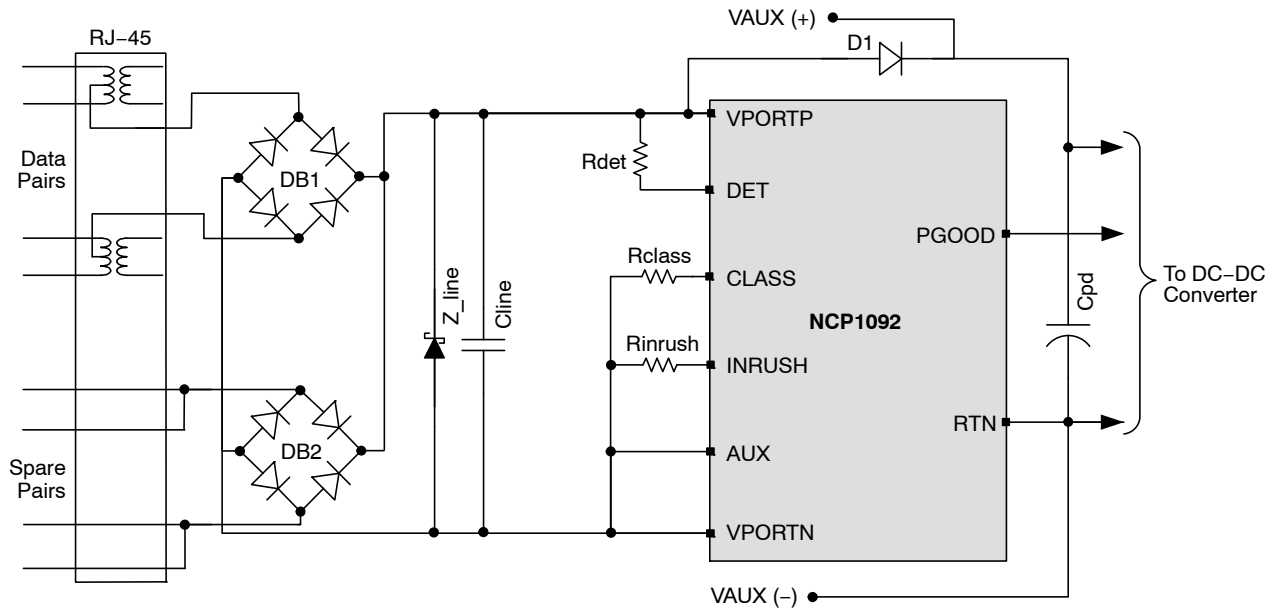 VAUX (+)
RJ−45
D1
VPORTP
Data
Pairs
DB1
Rdet
DET
PGOOD
Rclass
CLASS
Z_line
Cline
Cpd
To DC−DC
Converter
NCP1092
Rinrush
INRUSH
RTN
DB2
AUX
Spare
Pairs
VPORTN
VAUX (−)